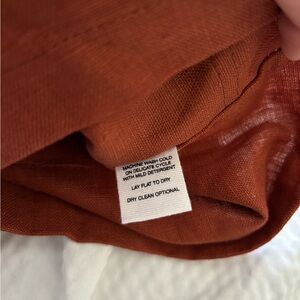 MACHINE WASH COLD
ON DELICATE CYCLE
WITH MILD DETERGENT
LAY FLAT TO DRY
DRY CLEAN OPTIONAL